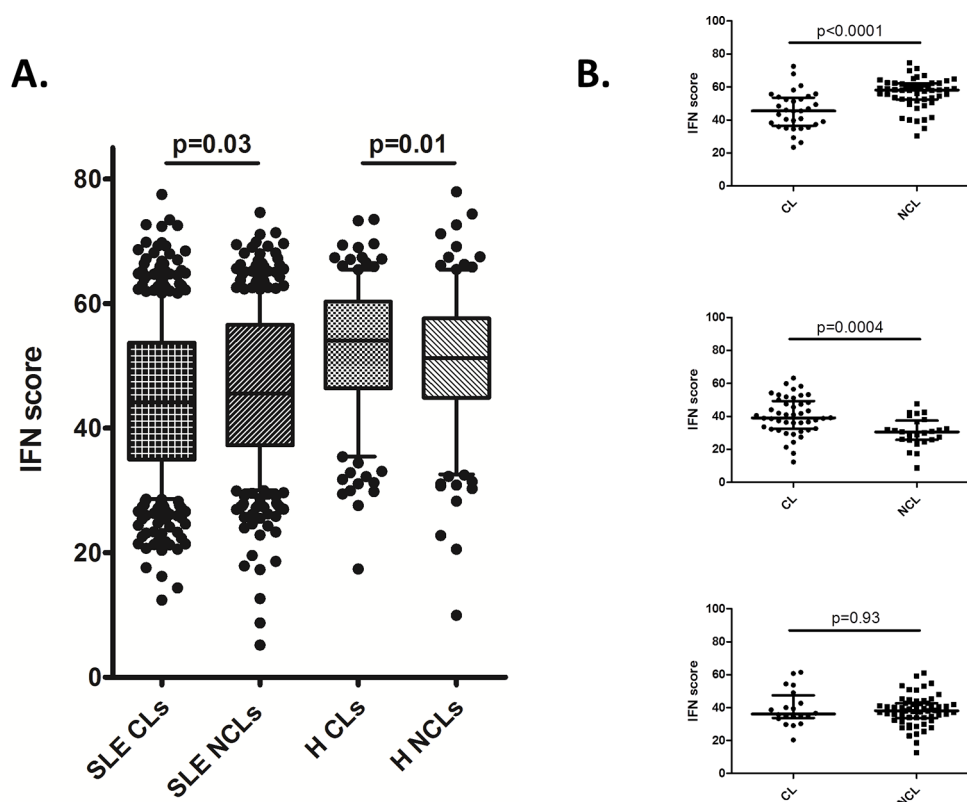 A.
p=0.03
p=0.01
IFN score
80
60
40
20
0
SLE CLs
SLE NCLs
H CLs
H NCLs
B.
p<0.0001
IFN score
100
80
60
40
20
0
CL
NCL
p=0.0004
IFN score
100
80
60
40
20
0
CL
NCL
p=0.93
IFN score
100
80
60
40
20
0
CL
NCL